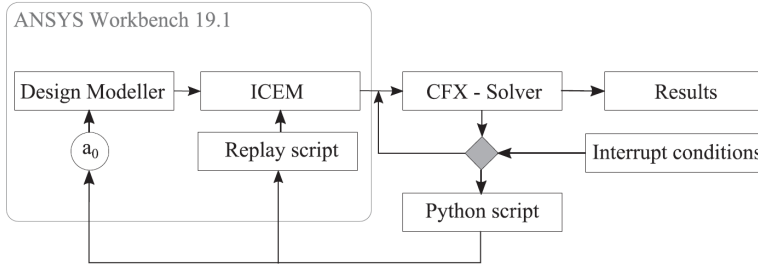 ANSYS Workbench 19.1
Design Modeller
ICEM
CFX - Solver
Results
a₀
Replay script
Interrupt conditions
Python script